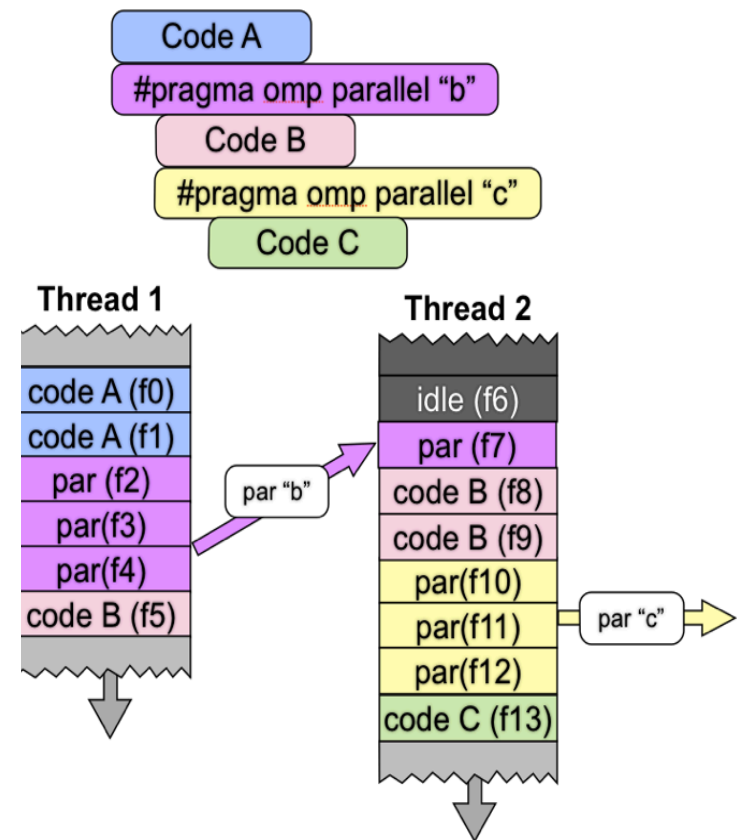 Code A
#pragma omp parallel “b”
Code B
#pragma omp parallel “c”
Code C
Thread 1
code A (f0)
code A (f1)
par (f2)
par(f3)
par(f4)
code B (f5)
par “b”
Thread 2
idle (f6)
par (f7)
code B (f8)
code B (f9)
par(f10)
par(f11)
par(f12)
code C (f13)
par “c”